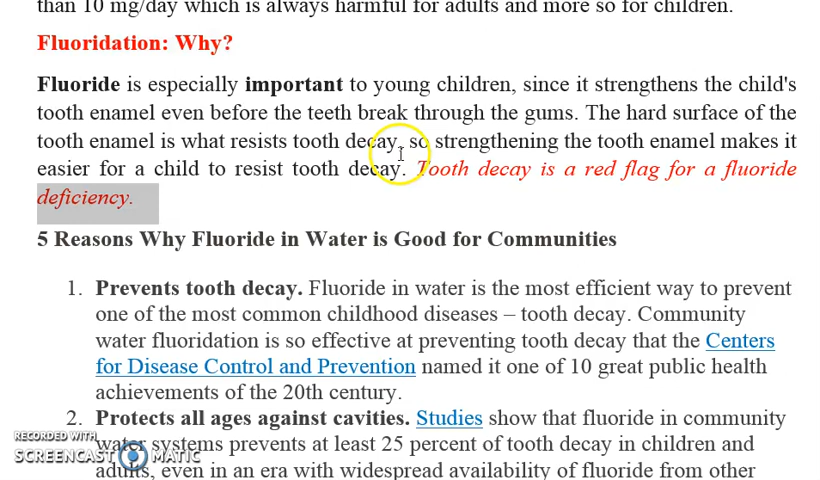 than 10 mg/day which is always harmful for adults and more so for children.
Fluoridation: Why?
Fluoride is especially important to young children, since it strengthens the child's
tooth enamel even before the teeth break through the gums. The hard surface of the
tooth enamel is what resists tooth decay, so strengthening the tooth enamel makes it
easier for a child to resist tooth decay. Tooth decay is a red flag for a fluoride
deficiency.
5 Reasons Why Fluoride in Water is Good for Communities
1. Prevents tooth decay. Fluoride in water is the most efficient way to prevent
one of the most common childhood diseases – tooth decay. Community
water fluoridation is so effective at preventing tooth decay that the Centers
for Disease Control and Prevention named it one of 10 great public health
achievements of the 20th century.
2. Protects all ages against cavities. Studies show that fluoride in community
water systems prevents at least 25 percent of tooth decay in children and
adults, even in an era with widespread availability of fluoride from other
RECORDED WITH
SCREENCAST MATIC